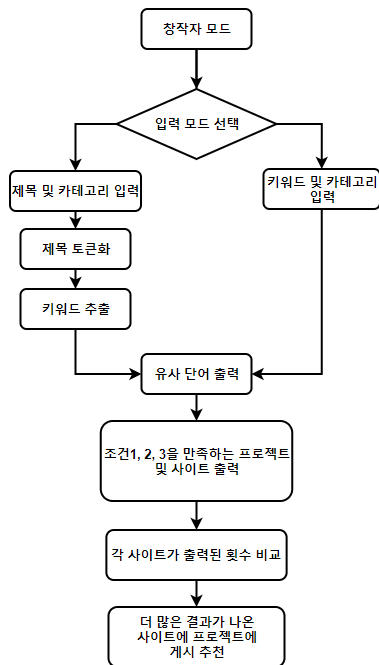 창작자 모드
입력 모드 선택
제목 및 카테고리 입력
키워드 및 카테고리
입력
제목 토큰화
키워드 추출
유사 단어 출력
조건1, 2, 3을 만족하는 프로젝트
및 사이트 출력
각 사이트가 출력된 횟수 비교
더 많은 결과가 나온
사이트에 프로젝트에
게시 추천